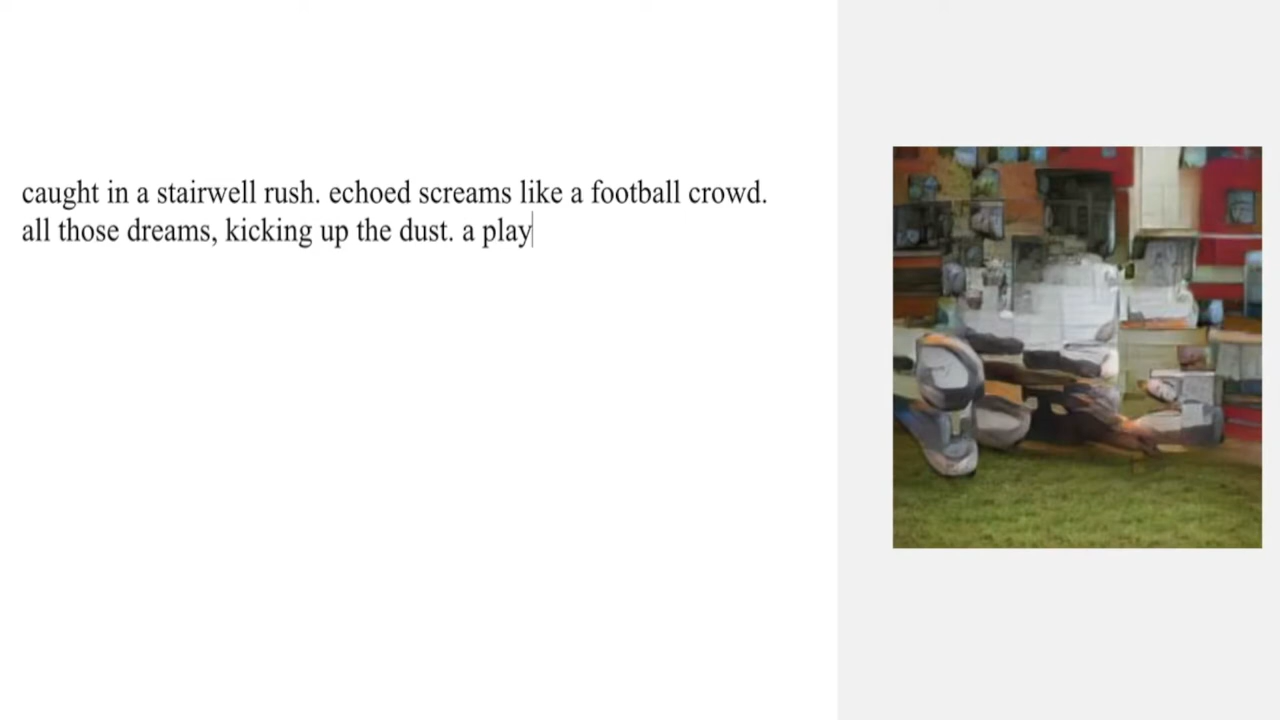 caught in a stairwell rush. echoed screams like a football crowd.
all those dreams, kicking up the dust. a play